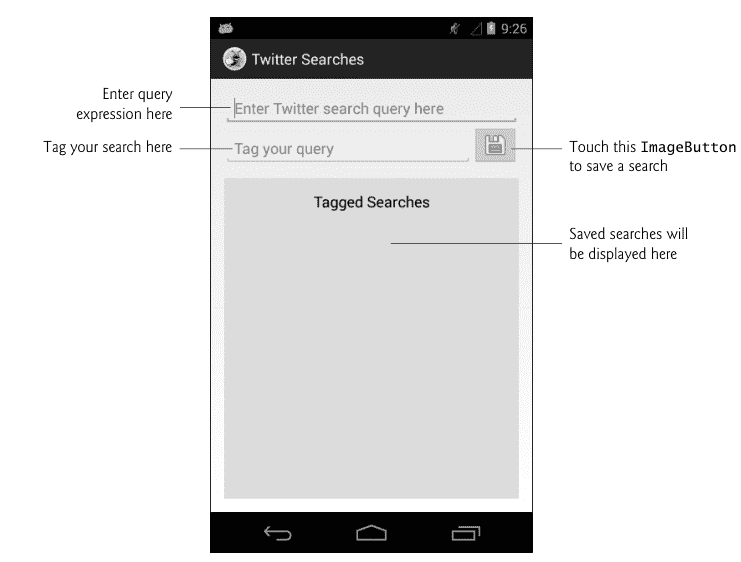 9:26
Twitter Searches
Enter query
expression here
Enter Twitter search query here
Tag your search here
Tag your query
Touch this ImageButton
to save a search
Tagged Searches
Saved searches will
be displayed here